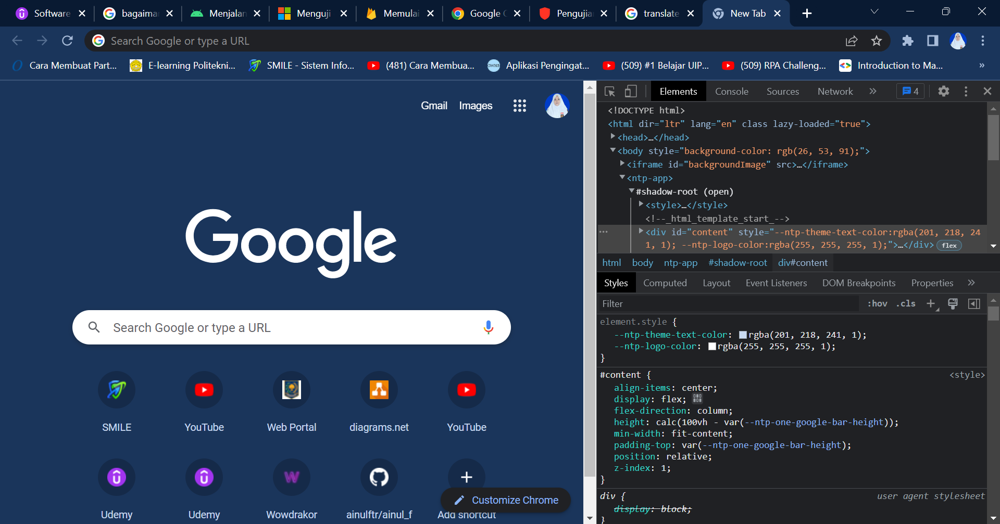 Software
bagaimar
Menjalan
Menguji
Memulai
Google C
Pengujian
translate
New Tab
Search Google or type a URL
Cara Membuat Part...
E-learning Politekni...
SMILE - Sistem Info...
(481) Cara Membua...
Aplikasi Pengingat...
(509) #1 Belajar UIP...
(509) RPA Challeng...
Introduction to Ma...
»
Gmail
Images
Google
Search Google or type a URL
SMILE
YouTube
Web Portal
diagrams.net
YouTube
Udemy
Udemy
Wowdrakor
ainulftr/ainul_f
Add shortcut
Customize Chrome
Elements
Console
Sources
Network
»
4
<!DOCTYPE html>
<html dir="ltr" lang="en" class lazy-loaded="true">
<head>…</head>
<body style="background-color: rgb(26, 53, 91);">
<iframe id="backgroundImage" src>…</iframe>
<ntp-app>
#shadow-root (open)
<style>…</style>
<!--_html_template_start_-->
<div id="content" style="--ntp-theme-text-color:rgba(201, 218, 24
1, 1); --ntp-logo-color:rgba(255, 255, 255, 1);">…</div> flex
html body ntp-app #shadow-root div#content
Styles
Computed
Layout
Event Listeners
DOM Breakpoints
Properties
»
Filter
:hov
.cls
element.style {
--ntp-theme-text-color: rgba(201, 218, 241, 1);
--ntp-logo-color: rgba(255, 255, 255, 1);
}
#content {
<style>
align-items: center;
display: flex;
flex-direction: column;
height: calc(100vh - var(--ntp-one-google-bar-height));
min-width: fit-content;
padding-top: var(--ntp-one-google-bar-height);
position: relative;
z-index: 1;
}
div {
user agent stylesheet
display: block;
}